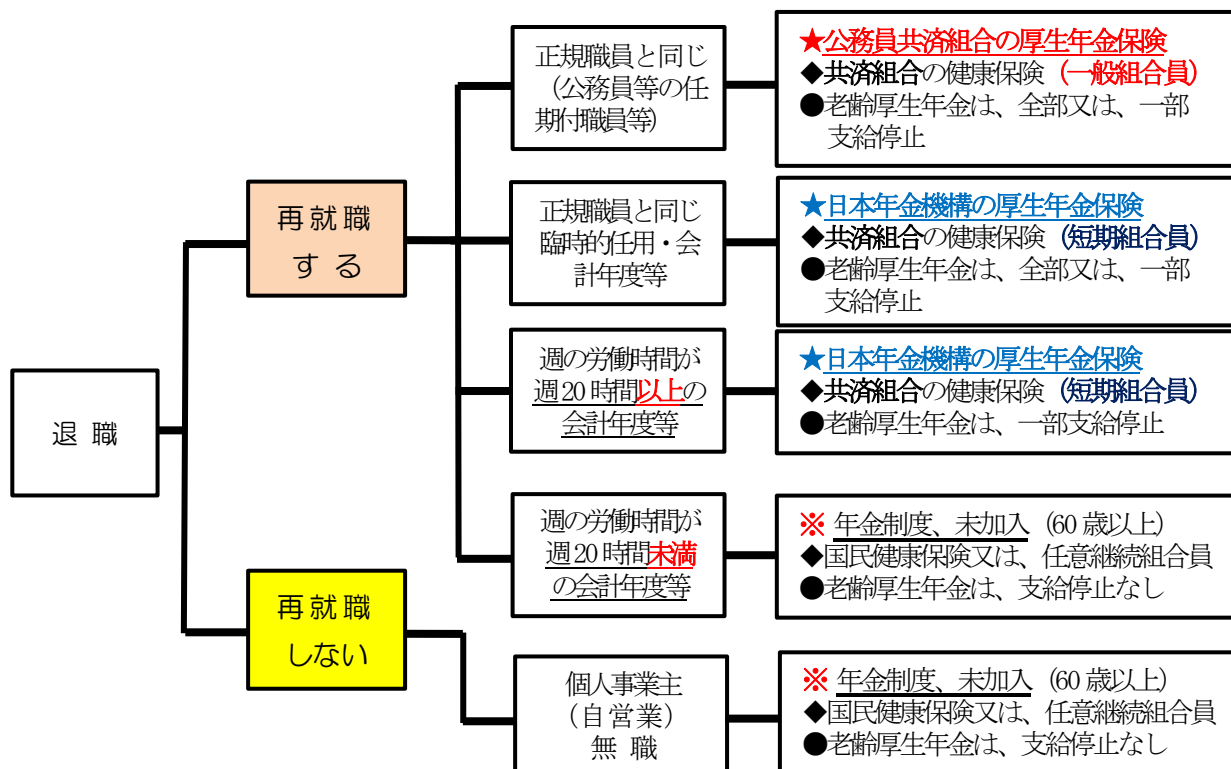 退 職
再就職
す る
正規職員と同じ
（公務員等の任
期付職員等）
★公務員共済組合の厚生年金保険
◆共済組合の健康保険（一般組合員）
●老齢厚生年金は、全部又は、一部
支給停止
正規職員と同じ
臨時的任用・会
計年度等
★日本年金機構の厚生年金保険
◆共済組合の健康保険（短期組合員）
●老齢厚生年金は、全部又は、一部
支給停止
週の労働時間が
週20時間以上の
会計年度等
★日本年金機構の厚生年金保険
◆共済組合の健康保険（短期組合員）
●老齢厚生年金は、一部支給停止
週の労働時間が
週20時間未満
の会計年度等
※ 年金制度、未加入（60歳以上）
◆国民健康保険又は、任意継続組合員
●老齢厚生年金は、支給停止なし
再就職
しない
個人事業主
（自営業）
無 職
※ 年金制度、未加入（60歳以上）
◆国民健康保険又は、任意継続組合員
●老齢厚生年金は、支給停止なし